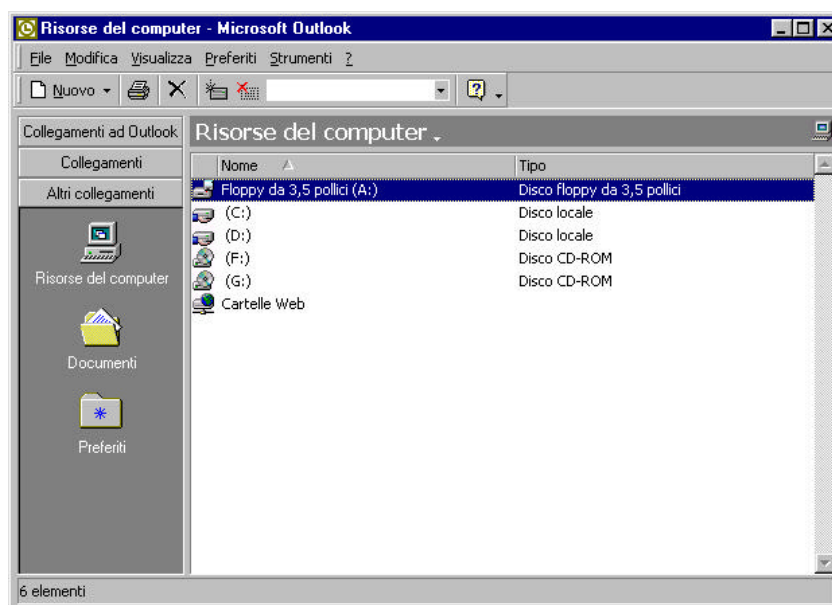 Risorse del computer - Microsoft Outlook
File Modifica Visualizza Preferiti Strumenti ?
Nuovo
Collegamenti ad Outlook
Risorse del computer
Collegamenti
Altri collegamenti
Nome Tipo
Floppy da 3,5 pollici (A:) Disco floppy da 3,5 pollici
(C:) Disco locale
(D:) Disco locale
(F:) Disco CD-ROM
(G:) Disco CD-ROM
Cartelle Web
Risorse del computer
Documenti
Preferiti
6 elementi